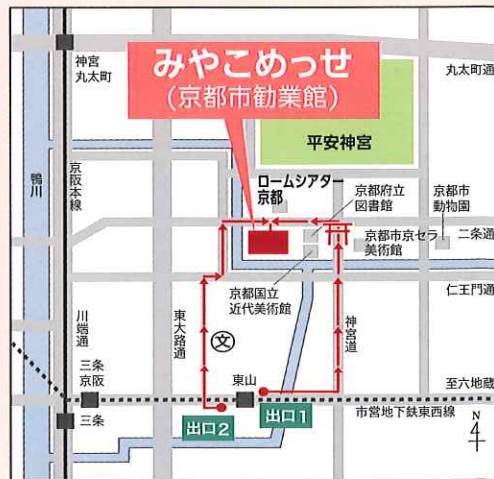 みやこめっせ
(京都市勧業館)
神宮
丸太町
丸太町通
平安神宮
鴨川
京阪本線
ロームシアター
京都
京都府立
図書館
京都市
動物園
京都市京セラ
美術館
二条通
京都国立
近代美術館
仁王門通
川端通
東大路通
文
神宮道
三条
京阪
東山
至六地蔵
三条
出口2
出口1
市営地下鉄東西線
N